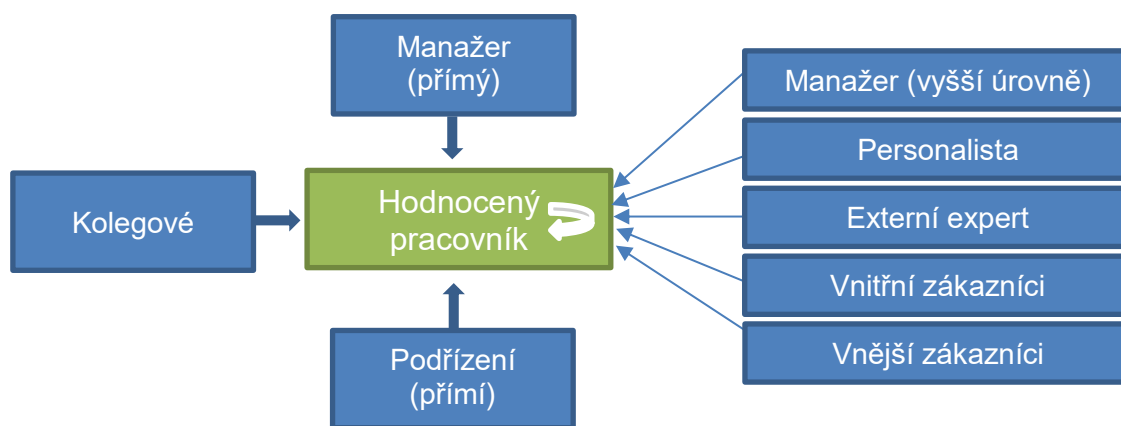 Manažer
(přímý)
Manažer (vyšší úrovně)
Personalista
Kolegové
Hodnocený
pracovník
Externí expert
Vnitřní zákazníci
Podřízení
(přímí)
Vnější zákazníci